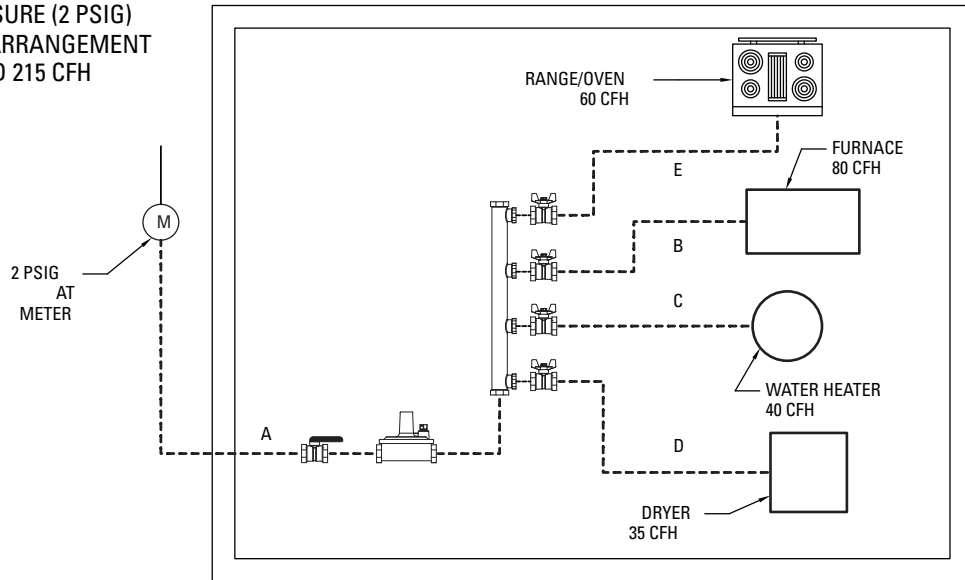 SURE (2 PSIG)
ARRANGEMENT
D 215 CFH
RANGE/OVEN
60 CFH
FURNACE
80 CFH
E
M
B
2 PSIG
AT
METER
C
WATER HEATER
40 CFH
A
D
DRYER
35 CFH